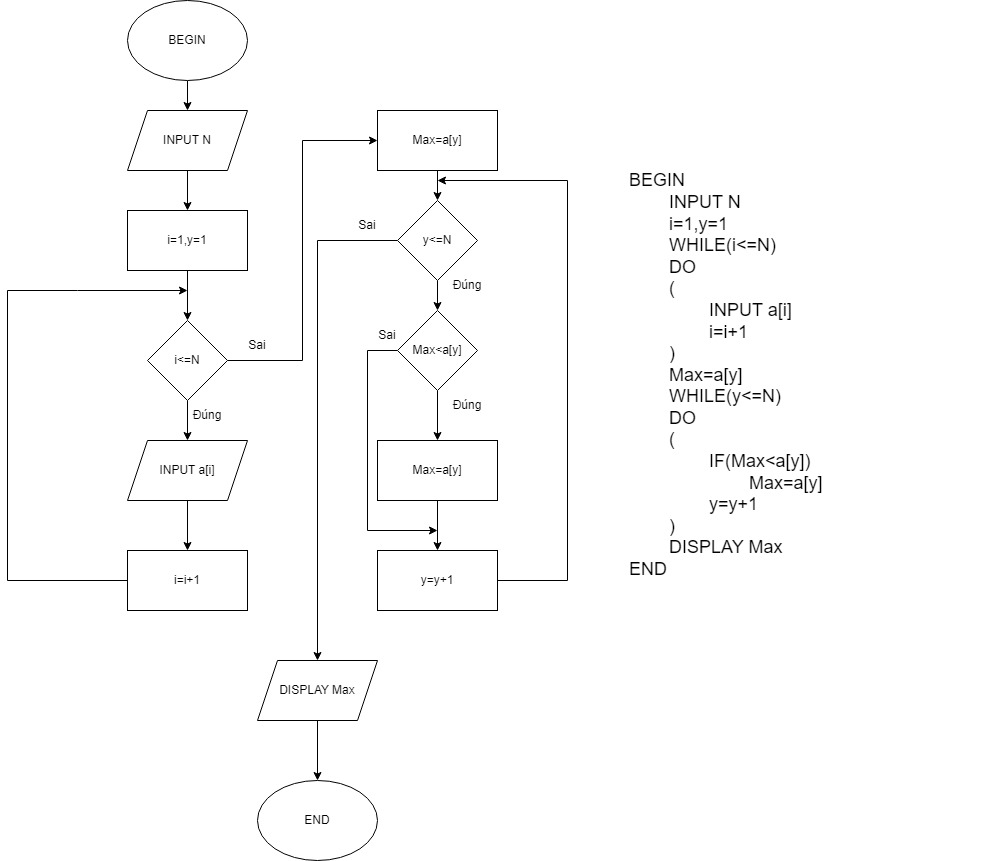 BEGIN
INPUT N
i=1,y=1
i<=N
Sai
Đúng
INPUT a[i]
i=i+1
Max=a[y]
y<=N
Sai
Đúng
Max<a[y]
Sai
Đúng
Max=a[y]
y=y+1
DISPLAY Max
END
BEGIN
INPUT N
i=1,y=1
WHILE(i<=N)
DO
(
INPUT a[i]
i=i+1
)
Max=a[y]
WHILE(y<=N)
DO
(
IF(Max<a[y])
Max=a[y]
y=y+1
)
DISPLAY Max
END